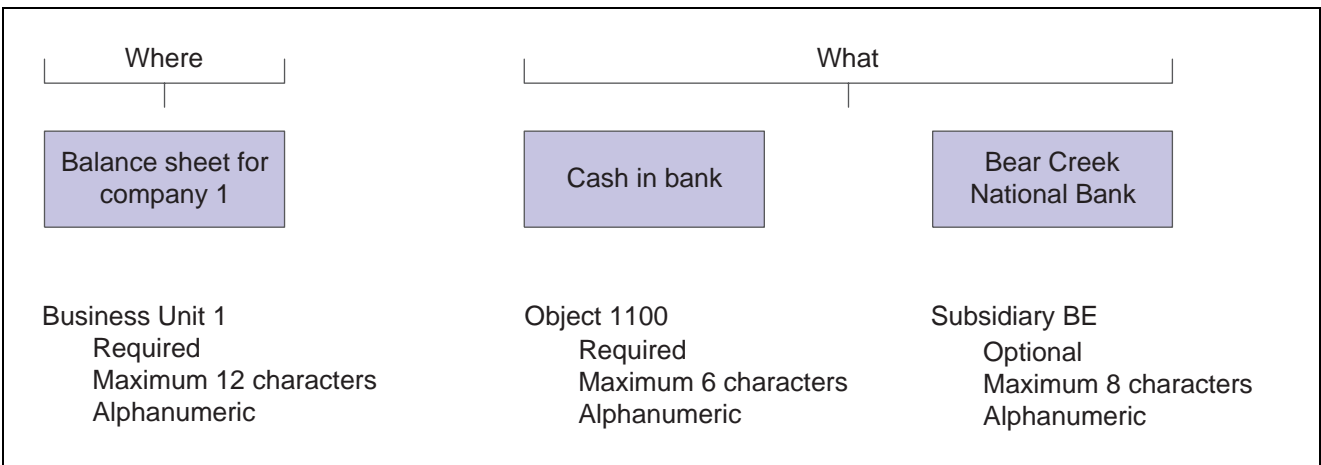 Where
What
Balance sheet for
company 1
Cash in bank
Bear Creek
National Bank
Business Unit 1
Required
Maximum 12 characters
Alphanumeric
Object 1100
Required
Maximum 6 characters
Alphanumeric
Subsidiary BE
Optional
Maximum 8 characters
Alphanumeric